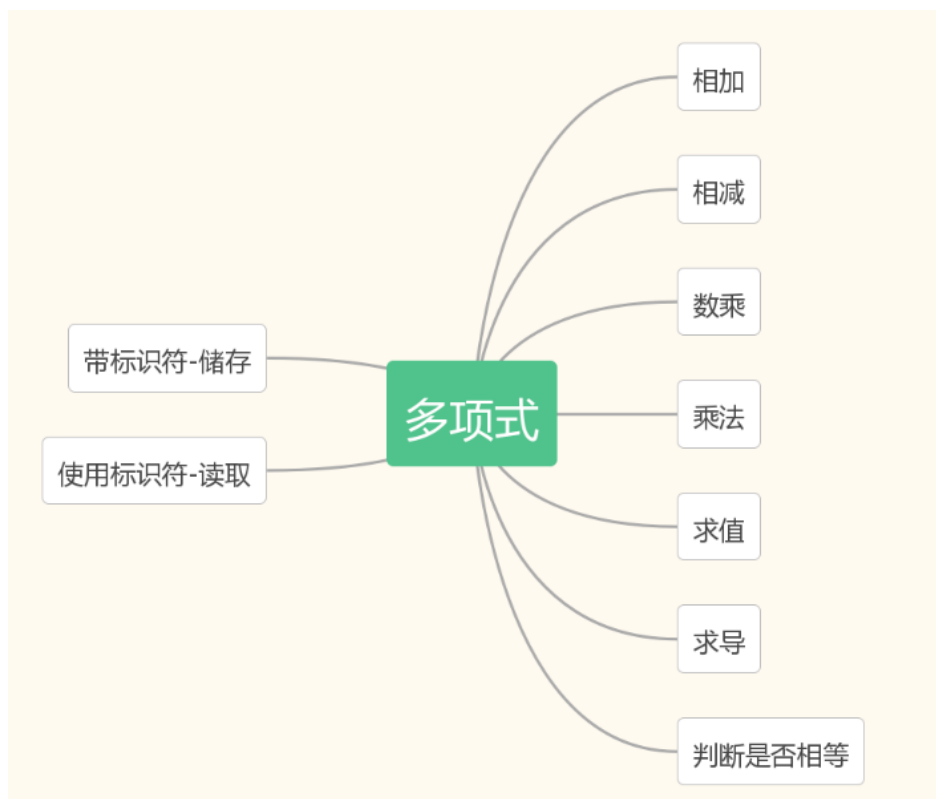 相加
相减
数乘
带标识符-储存
多项式
乘法
使用标识符-读取
求值
求导
判断是否相等